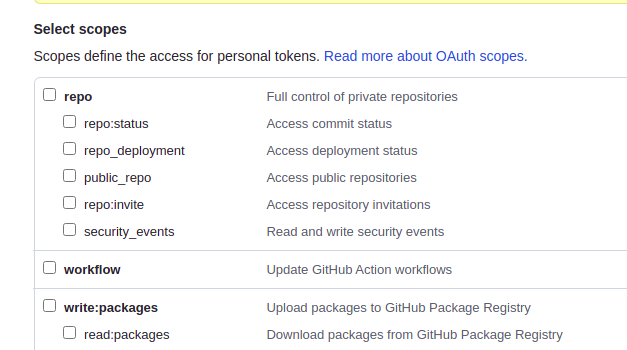 Select scopes
Scopes define the access for personal tokens. Read more about OAuth scopes.
repo Full control of private repositories
repo:status Access commit status
repo_deployment Access deployment status
public_repo Access public repositories
repo:invite Access repository invitations
security_events Read and write security events
workflow Update GitHub Action workflows
write:packages Upload packages to GitHub Package Registry
read:packages Download packages from GitHub Package Registry